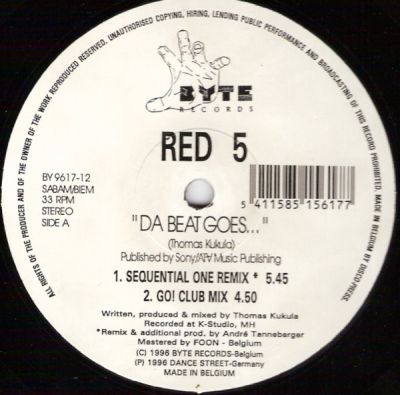 ALL RIGHTS OF THE PRODUCER AND OF THE OWNER OF THE WORK REPRODUCED RESERVED. UNAUTHORISED COPYING, HIRING, LENDING PUBLIC PERFORMANCE AND BROADCASTING OF THIS RECORD PROHIBITED. MADE IN BELGIUM BY DISCO-PRESS.
BYTE
RECORDS
RED 5
BY 9617-12
SABAM/BIEM
33 RPM
STEREO
SIDE A
5 411585 156177
"DA BEAT GOES..."
(Thomas Kukula)
Published by Sony/ATV Music Publishing
1. SEQUENTIAL ONE REMIX * 5.45
2. GO! CLUB MIX 4.50
Written, produced & mixed by Thomas Kukula
Recorded at K-Studio, MH
*Remix & additional prod. by André Tanneberger
Mastered by FOON - Belgium
(C) 1996 BYTE RECORDS-Belgium
(P) 1996 DANCE STREET-Germany
MADE IN BELGIUM